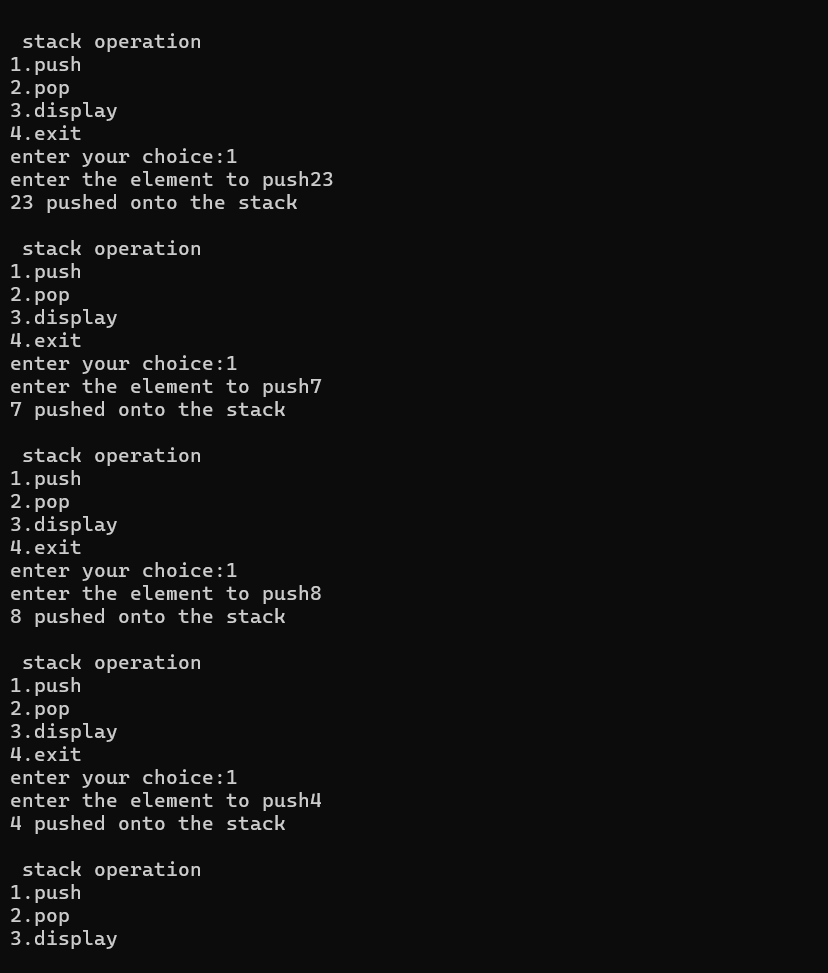 stack operation
1.push
2.pop
3.display
4.exit
enter your choice:1
enter the element to push23
23 pushed onto the stack
stack operation
1.push
2.pop
3.display
4.exit
enter your choice:1
enter the element to push7
7 pushed onto the stack
stack operation
1.push
2.pop
3.display
4.exit
enter your choice:1
enter the element to push8
8 pushed onto the stack
stack operation
1.push
2.pop
3.display
4.exit
enter your choice:1
enter the element to push4
4 pushed onto the stack
stack operation
1.push
2.pop
3.display